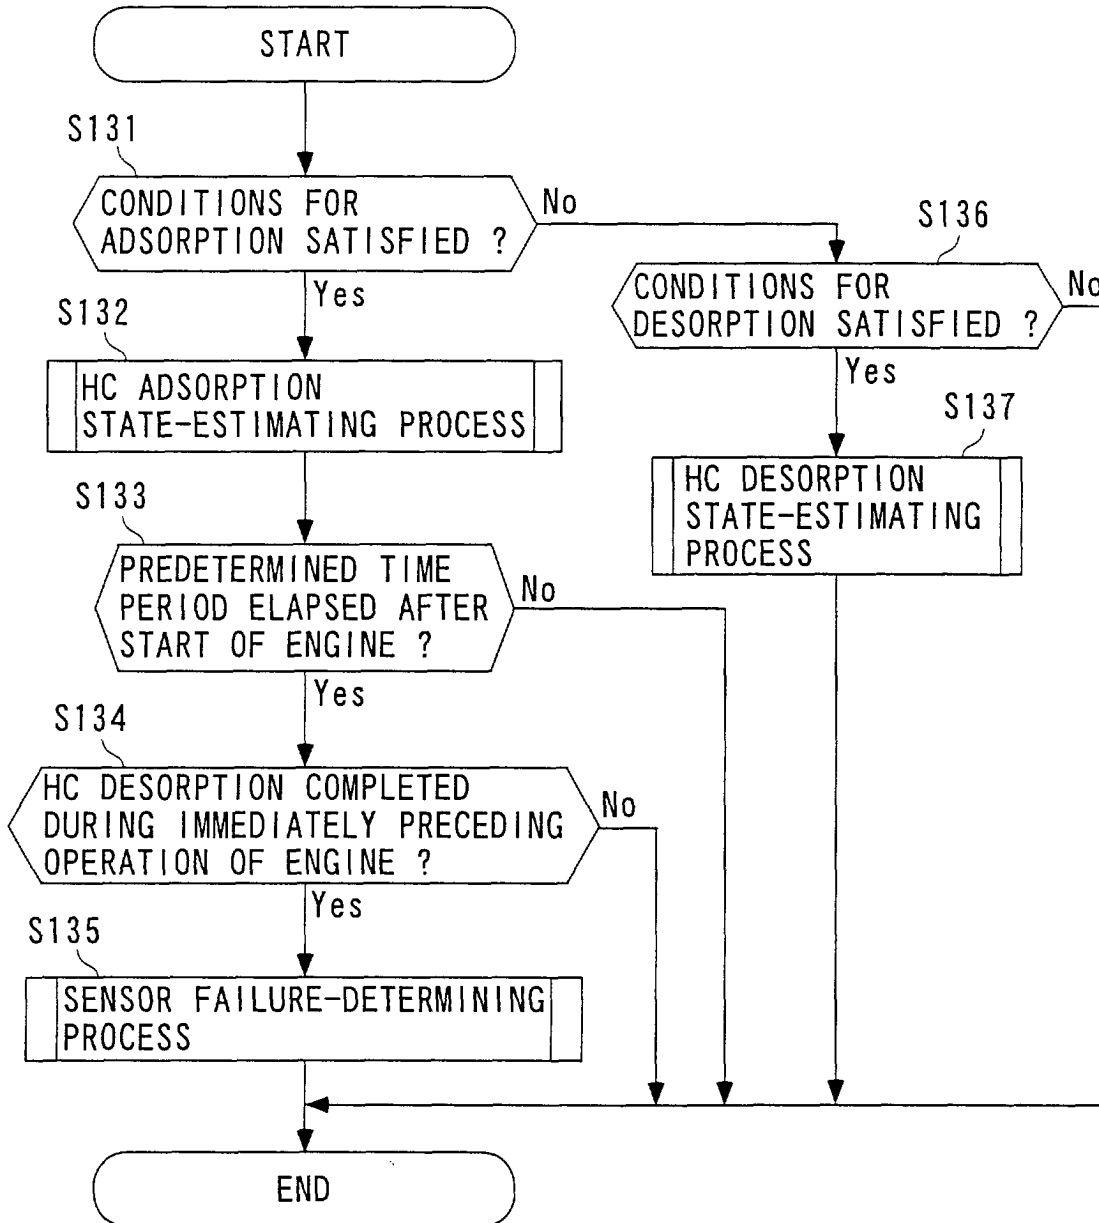 START
S131
CONDITIONS FOR
ADSORPTION SATISFIED ?
No
Yes
S136
CONDITIONS FOR
DESORPTION SATISFIED ?
No
Yes
S132
HC ADSORPTION
STATE-ESTIMATING PROCESS
S137
HC DESORPTION
STATE-ESTIMATING
PROCESS
S133
PREDETERMINED TIME
PERIOD ELAPSED AFTER
START OF ENGINE ?
No
Yes
S134
HC DESORPTION COMPLETED
DURING IMMEDIATELY PRECEDING
OPERATION OF ENGINE ?
No
Yes
S135
SENSOR FAILURE-DETERMINING
PROCESS
END